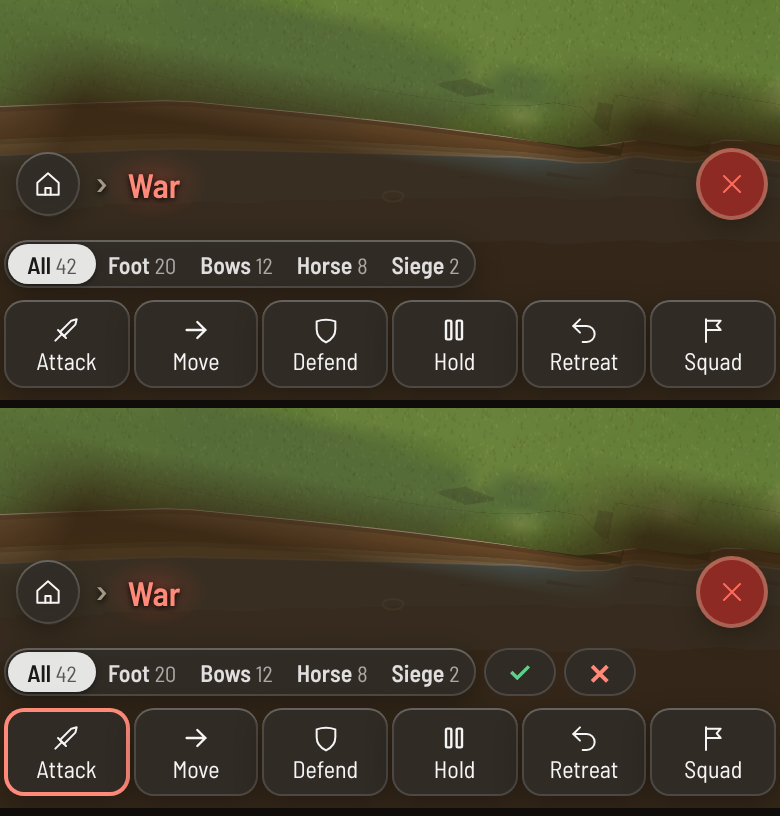 › War
All 42 Foot 20 Bows 12 Horse 8 Siege 2
Attack Move Defend Hold Retreat Squad
› War
All 42 Foot 20 Bows 12 Horse 8 Siege 2
Attack Move Defend Hold Retreat Squad